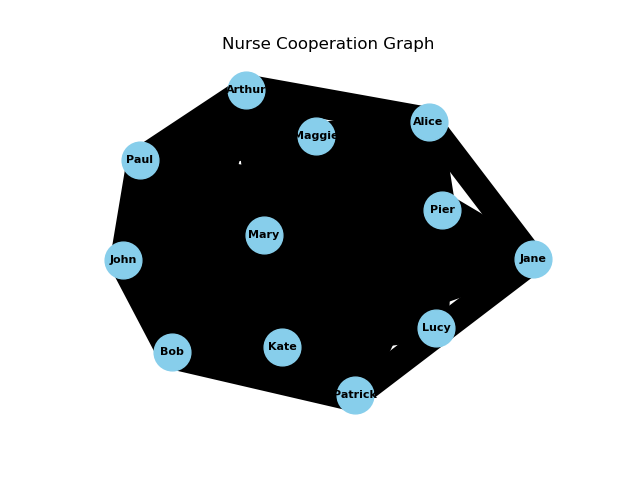 Nurse Cooperation Graph
Arthur
Alice
Maggie
Paul
Pier
Mary
Jane
John
Lucy
Kate
Bob
Patrick